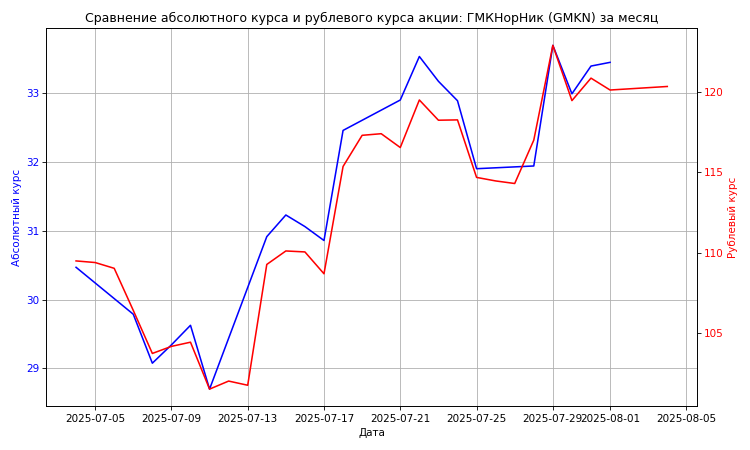 Сравнение абсолютного курса и рублевого курса акции: ГМКНорНик (GMKN) за месяц
Абсолютный курс
33
32
31
30
29
120
115
110
105
Рублевый курс
2025-07-05 2025-07-09 2025-07-13 2025-07-17 2025-07-21 2025-07-25 2025-07-29 2025-08-01 2025-08-05
Дата